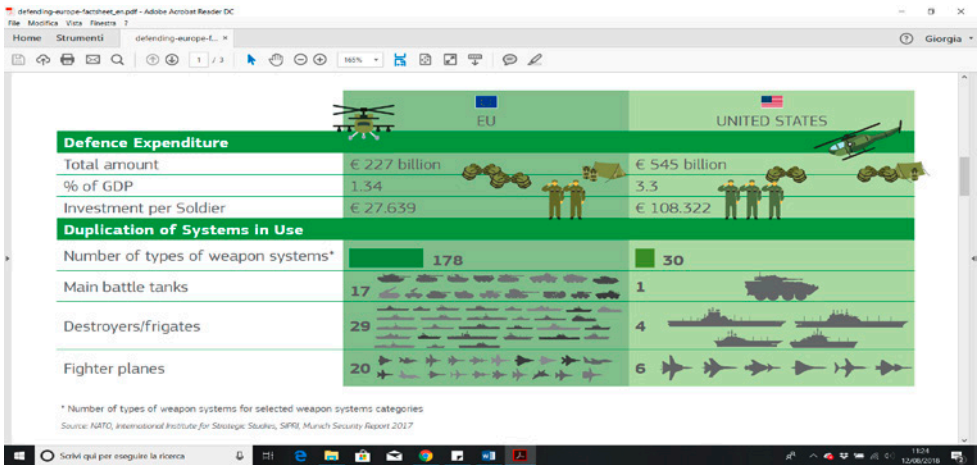 defending-europe-factsheet_en.pdf - Adobe Acrobat Reader DC
File Modifica Vista Finestra ?
Home Strumenti defending-europe-f... × Giorgia
1 / 3 165%
EU UNITED STATES
Defence Expenditure
Total amount € 227 billion € 545 billion
% of GDP 1.34 3.3
Investment per Soldier € 27.639 € 108.322
Duplication of Systems in Use
Number of types of weapon systems* 178 30
Main battle tanks 17 1
Destroyers/frigates 29 4
Fighter planes 20 6
* Number of types of weapon systems for selected weapon systems categories
Source: NATO, International Institute for Strategic Studies, SIPRI, Munich Security Report 2017
Scrivi qui per eseguire la ricerca 11:24
12/06/2018